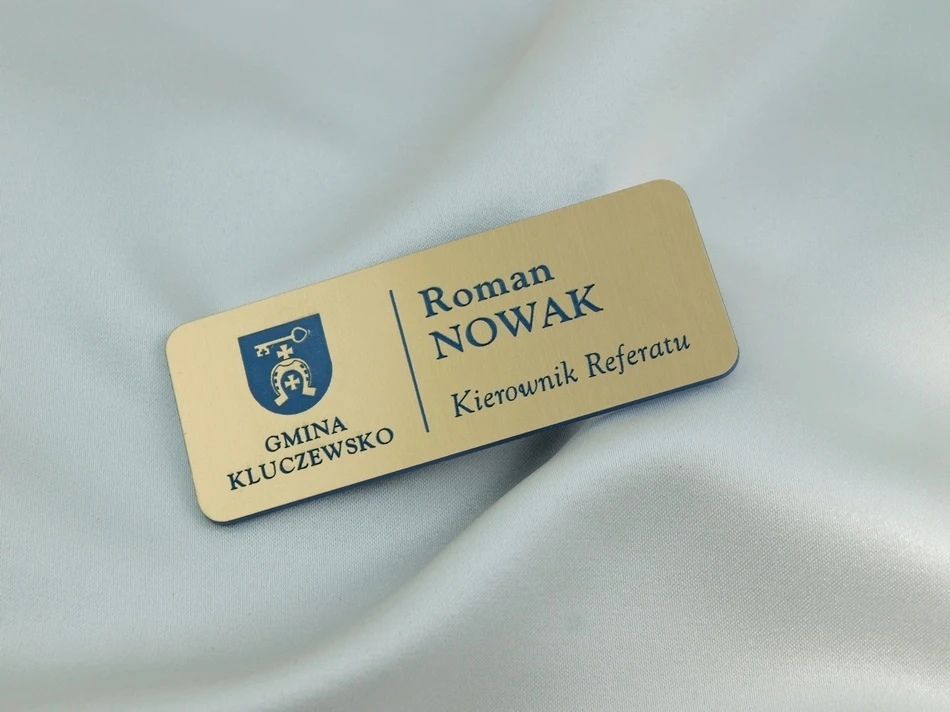 GMINA
KLUCZEWSKO
Roman
NOWAK
Kierownik Referatu